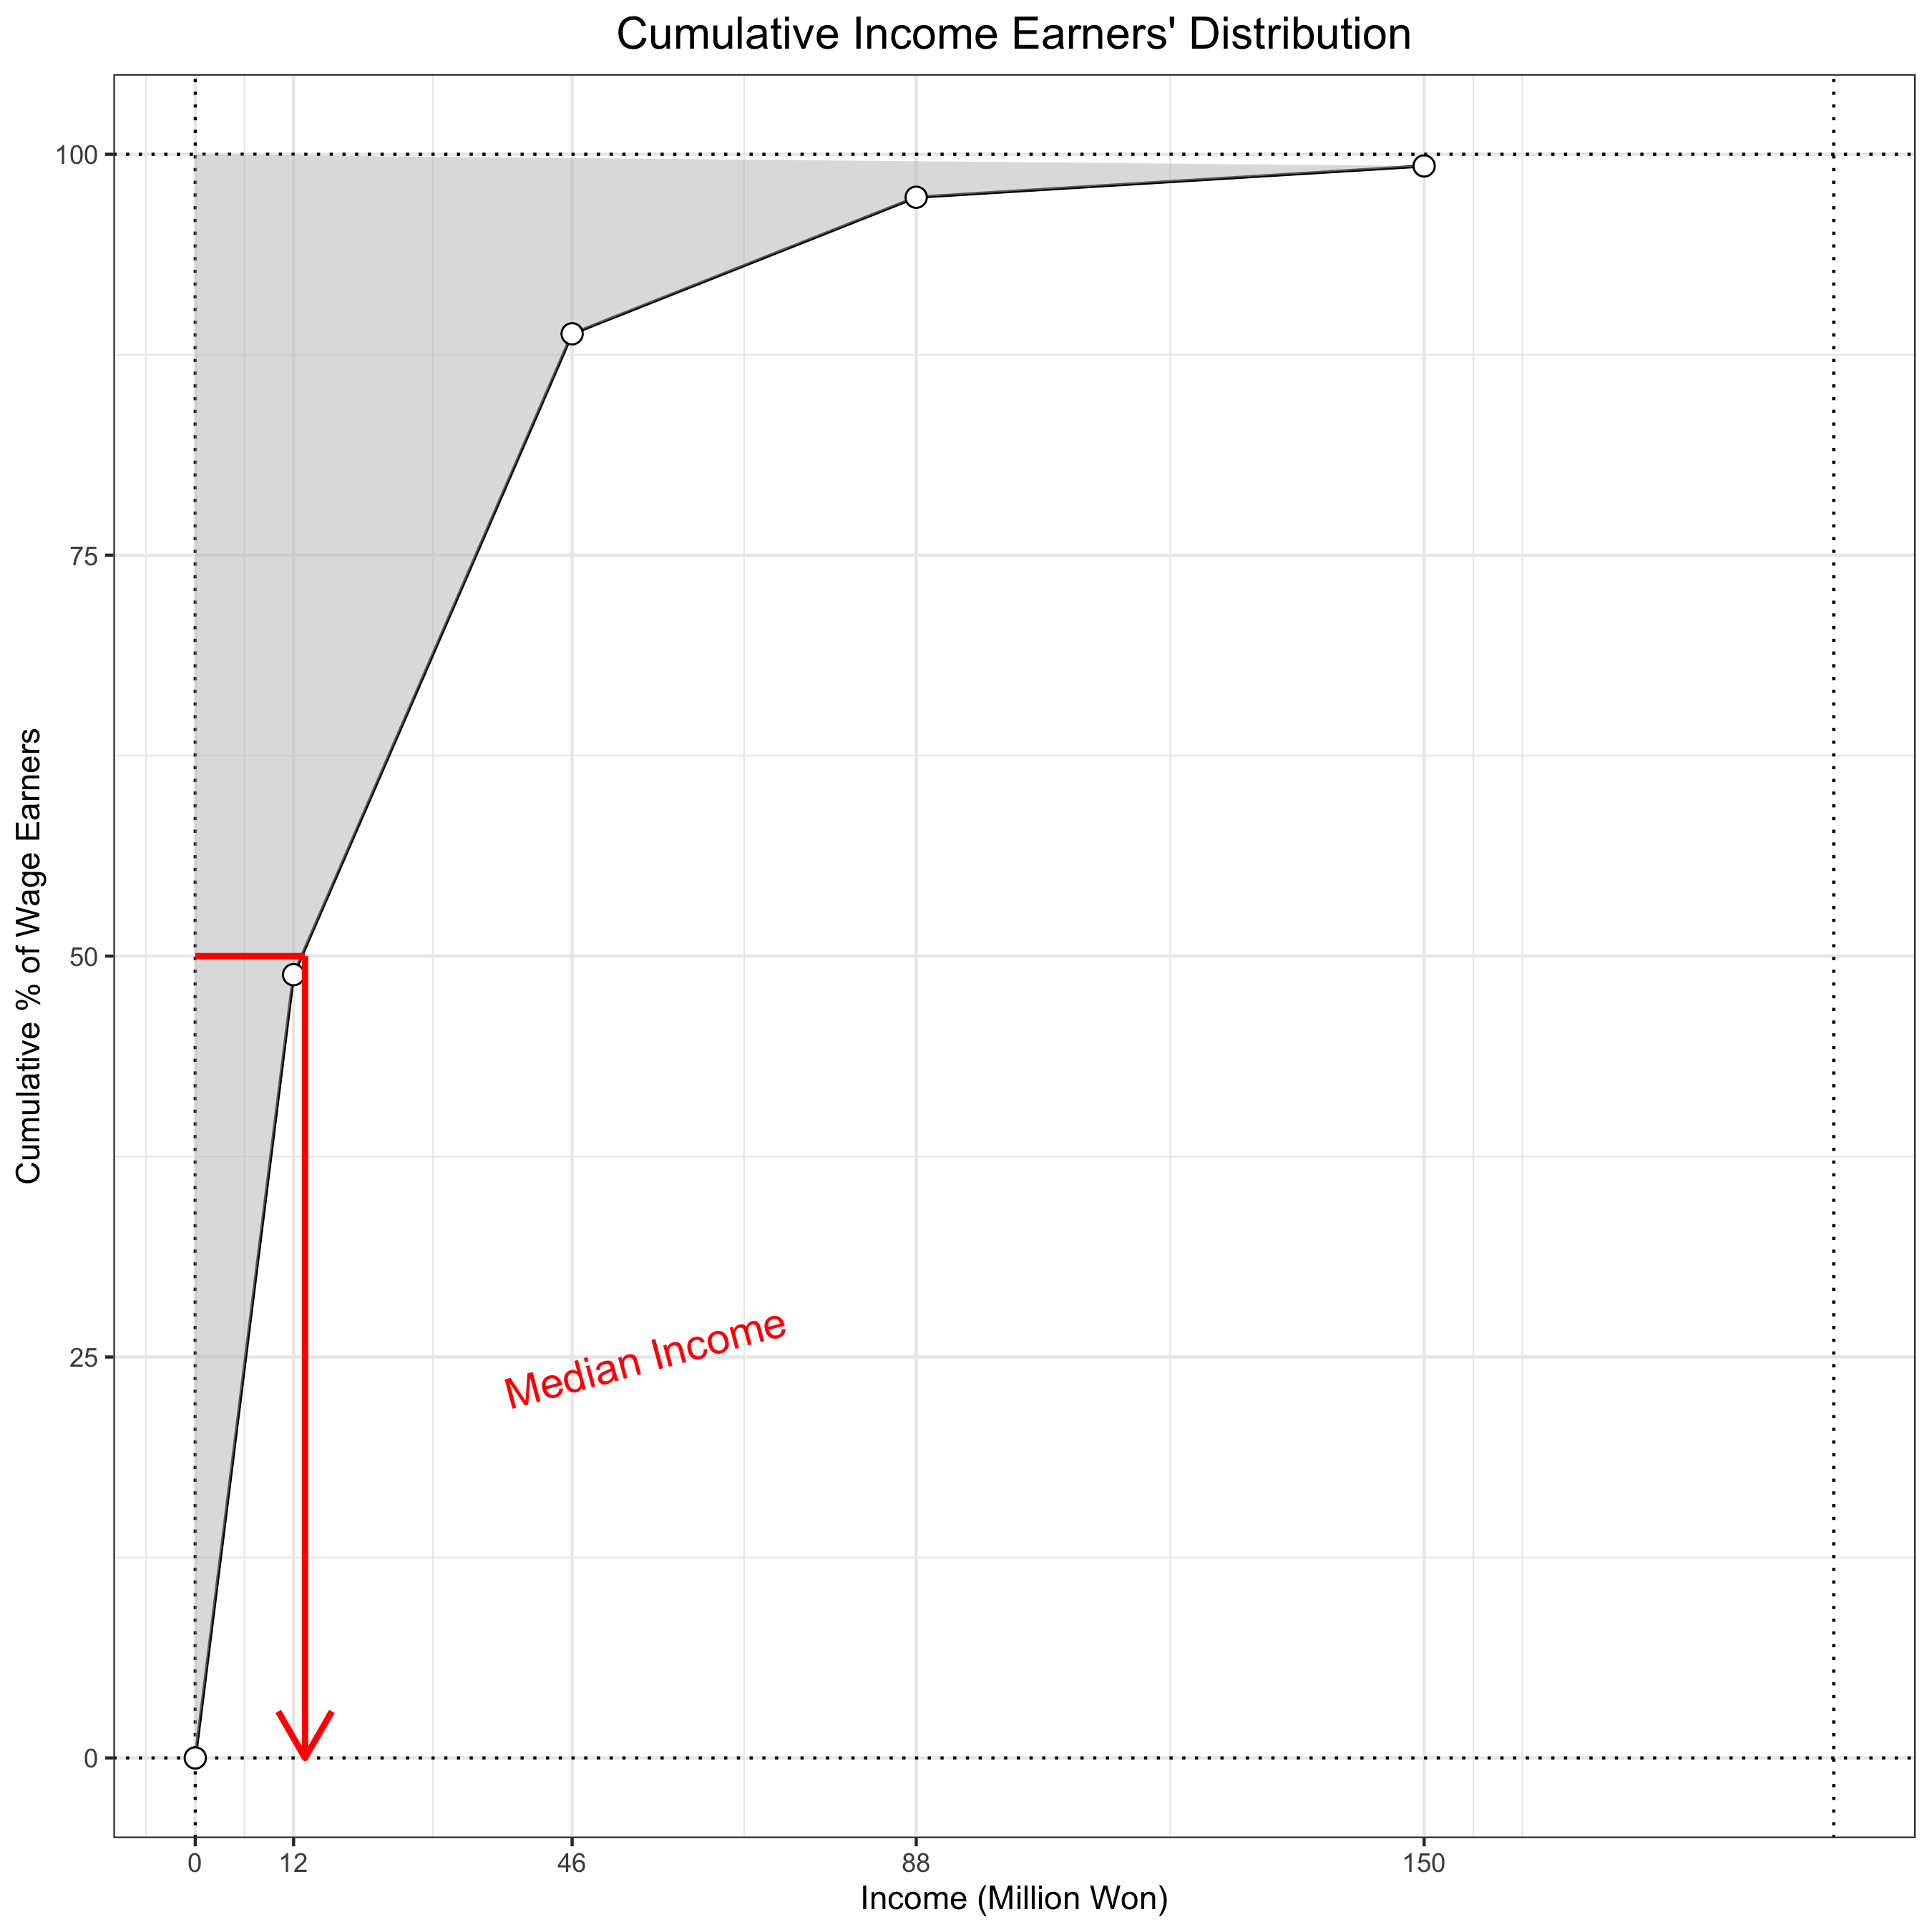 Cumulative Income Earners' Distribution
Cumulative % of Wage Earners
100
75
50
25
0
Median Income
0 12 46 88 150
Income (Million Won)